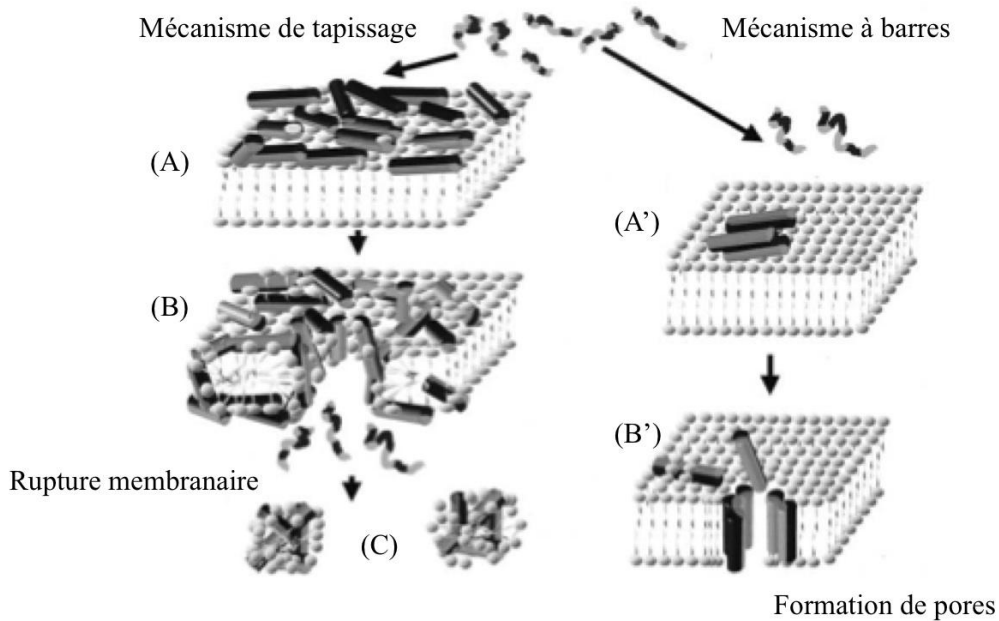 Mécanisme de tapissage
Mécanisme à barres
(A)
(A’)
(B)
(B’)
Rupture membranaire
(C)
Formation de pores